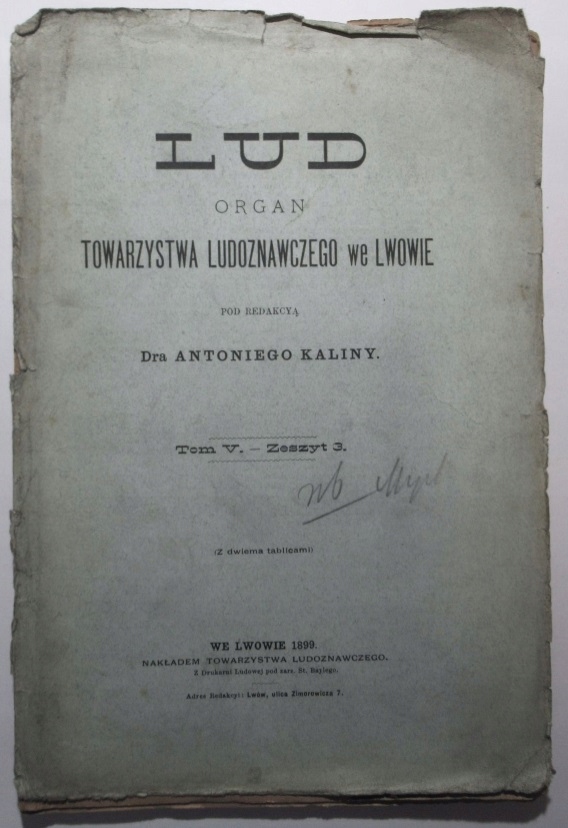 LUD
ORGAN
TOWARZYSTWA LUDOZNAWCZEGO we LWOWIE
POD REDAKCYĄ
Dra ANTONIEGO KALINY.
Tom V. — Zeszyt 3.
(Z dwiema tablicami)
WE LWOWIE 1899.
NAKŁADEM TOWARZYSTWA LUDOZNAWCZEGO.
Z Drukarni Ludowej pod zarz. St. Baylego.
Adres Redakcyi: Lwów, ulica Zimorowicza 7.